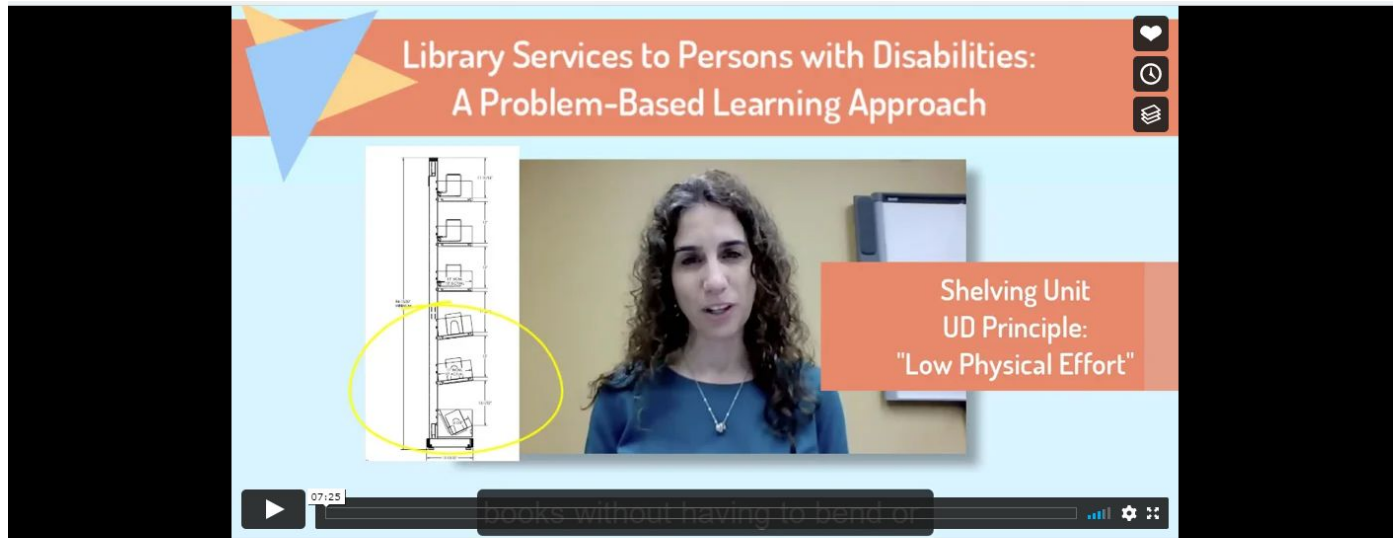 Library Services to Persons with Disabilities:
A Problem-Based Learning Approach
Shelving Unit
UD Principle:
"Low Physical Effort"
07:25
books without having to bend or